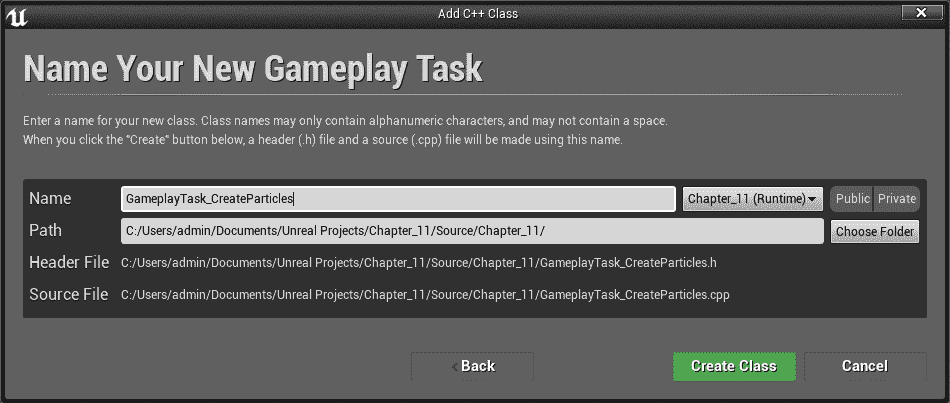 Add C++ Class
Name Your New Gameplay Task
Enter a name for your new class. Class names may only contain alphanumeric characters, and may not contain a space.
When you click the "Create" button below, a header (.h) file and a source (.cpp) file will be made using this name.
Name GameplayTask_CreateParticles Chapter_11 (Runtime) Public Private
Path C:/Users/admin/Documents/Unreal Projects/Chapter_11/Source/Chapter_11/ Choose Folder
Header File C:/Users/admin/Documents/Unreal Projects/Chapter_11/Source/Chapter_11/GameplayTask_CreateParticles.h
Source File C:/Users/admin/Documents/Unreal Projects/Chapter_11/Source/Chapter_11/GameplayTask_CreateParticles.cpp
Back Create Class Cancel